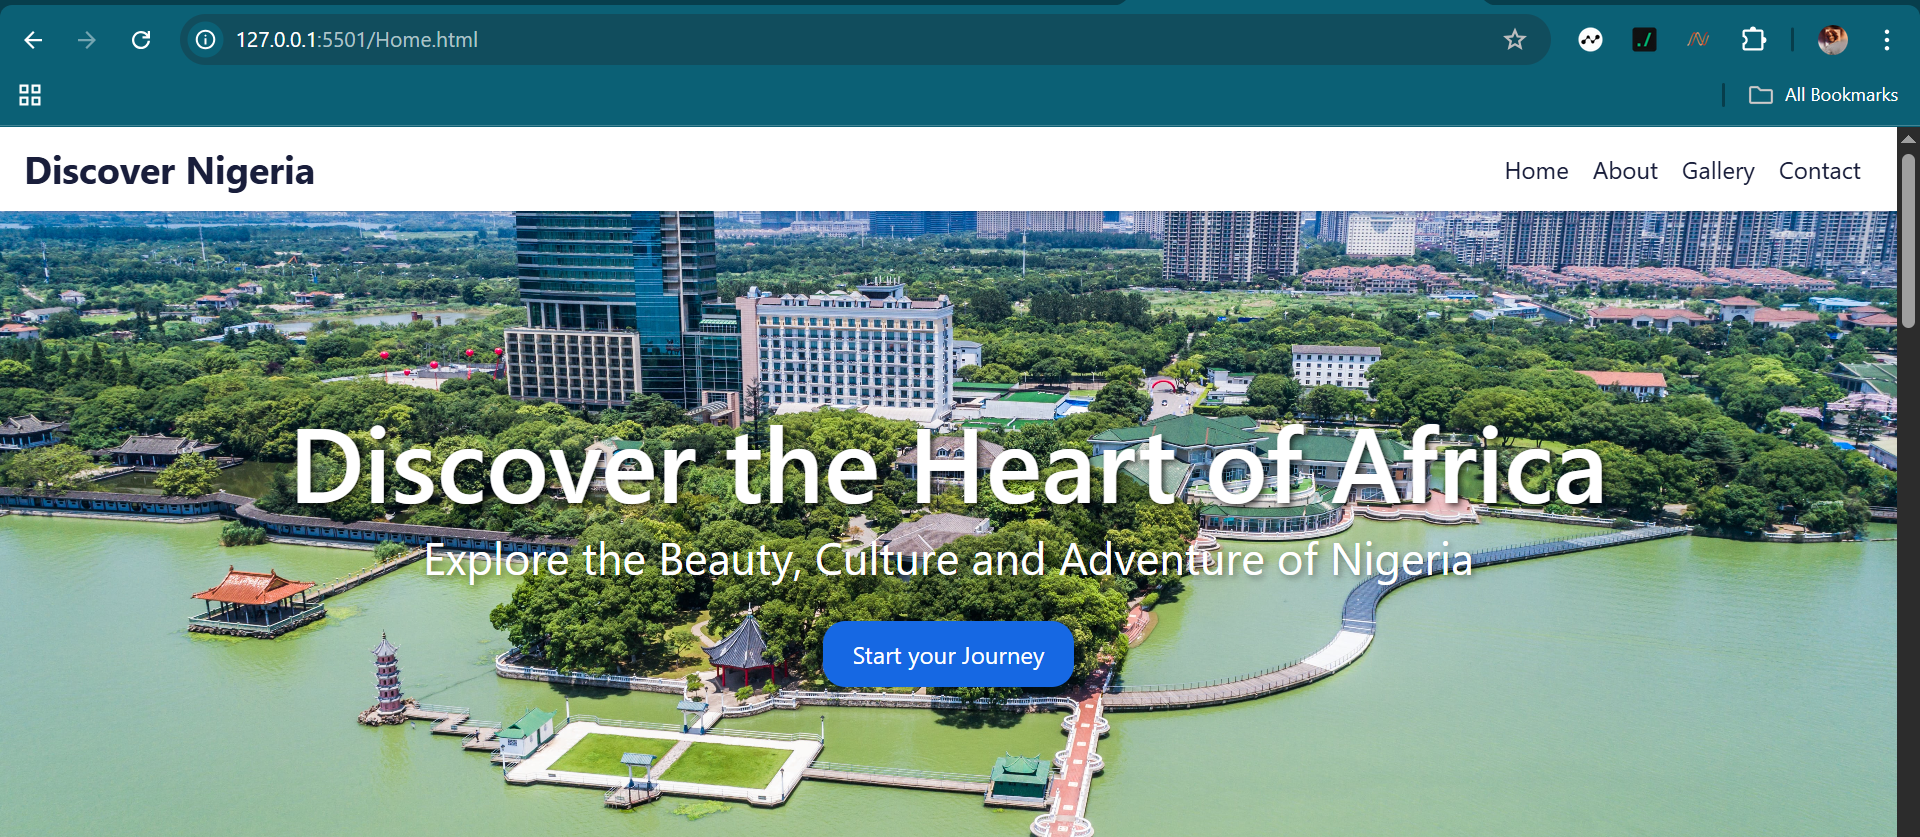 127.0.0.1:5501/Home.html
All Bookmarks
Discover Nigeria
Home About Gallery Contact
Discover the Heart of Africa
Explore the Beauty, Culture and Adventure of Nigeria
Start your Journey